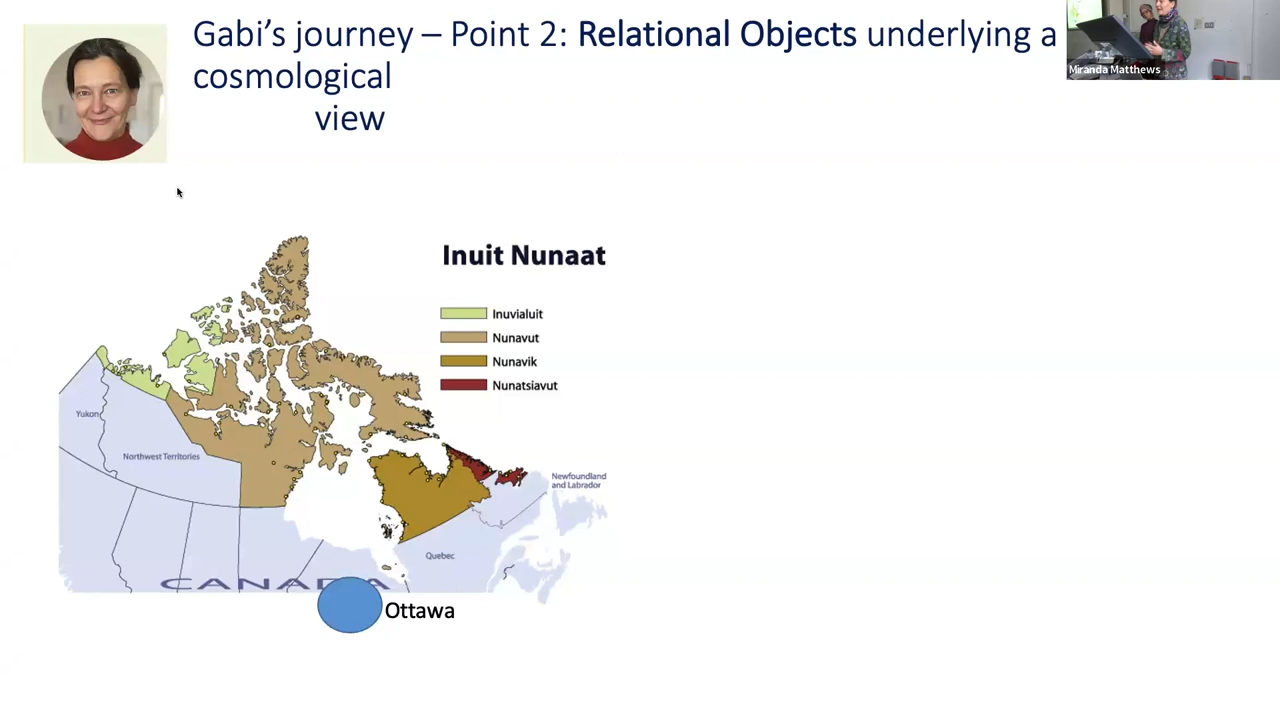 Gabi’s journey – Point 2: Relational Objects underlying a
cosmological
view
Miranda Matthews
Inuit Nunaat
Inuvialuit
Nunavut
Nunavik
Nunatsiavut
Yukon
Northwest Territories
Newfoundland
and Labrador
Quebec
CANADA
Ottawa